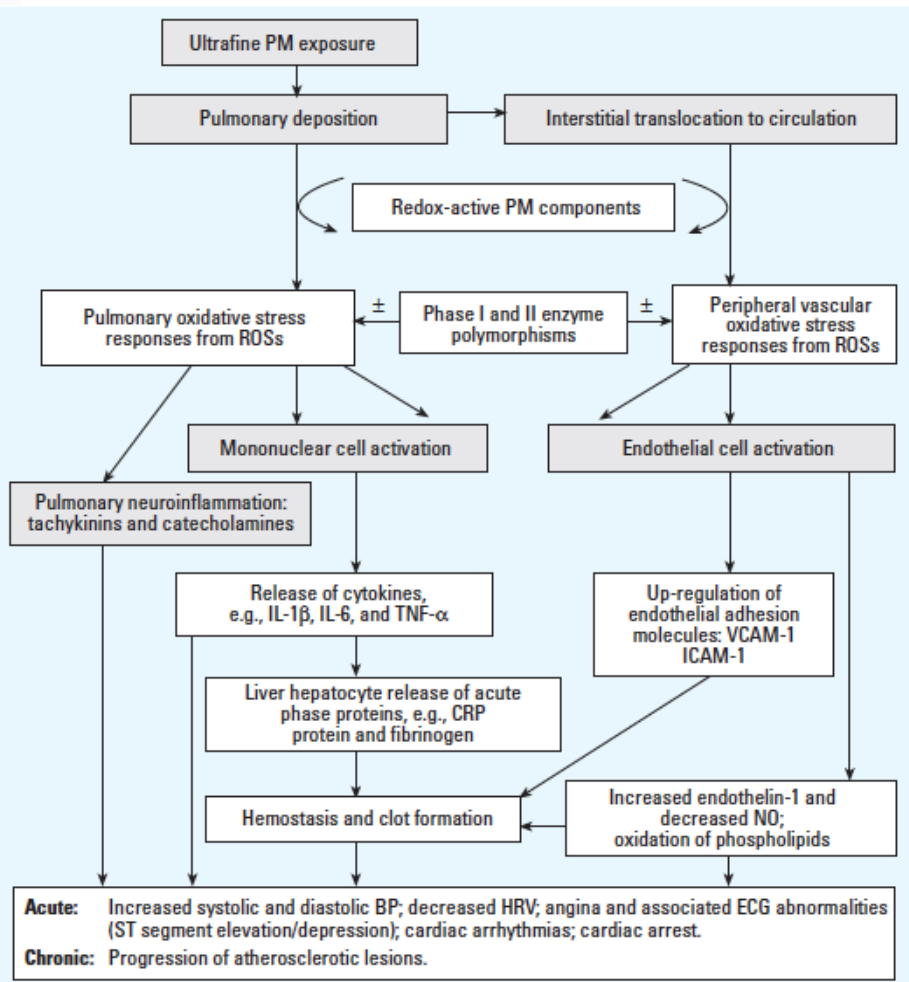 Ultrafine PM exposure
Pulmonary deposition
Interstitial translocation to circulation
Redox-active PM components
Pulmonary oxidative stress
responses from ROSs
±
Phase I and II enzyme
polymorphisms
±
Peripheral vascular
oxidative stress
responses from ROSs
Mononuclear cell activation
Endothelial cell activation
Pulmonary neuroinflammation:
tachykinins and catecholamines
Release of cytokines,
e.g., IL-1β, IL-6, and TNF-α
Up-regulation of
endothelial adhesion
molecules: VCAM-1
ICAM-1
Liver hepatocyte release of acute
phase proteins, e.g., CRP
protein and fibrinogen
Hemostasis and clot formation
Increased endothelin-1 and
decreased NO;
oxidation of phospholipids
Acute: Increased systolic and diastolic BP; decreased HRV; angina and associated ECG abnormalities
(ST segment elevation/depression); cardiac arrhythmias; cardiac arrest.
Chronic: Progression of atherosclerotic lesions.